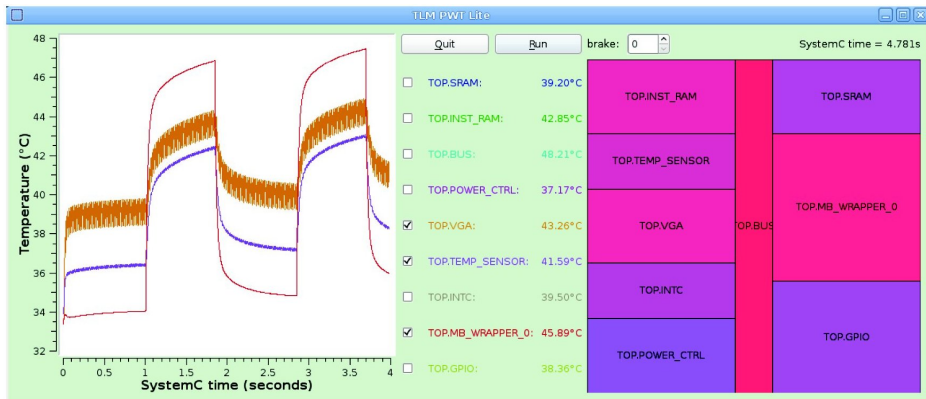 TLM PWT Lite
Quit Run brake: 0 SystemC time = 4.781s
48
46
44
42
40
38
36
34
32
Temperature (°C)
0 0.5 1 1.5 2 2.5 3 3.5 4
SystemC time (seconds)
TOP.SRAM: 39.20°C
TOP.INST_RAM: 42.85°C
TOP.BUS: 48.21°C
TOP.POWER_CTRL: 37.17°C
TOP.VGA: 43.26°C
TOP.TEMP_SENSOR: 41.59°C
TOP.INTC: 39.50°C
TOP.MB_WRAPPER_0: 45.89°C
TOP.GPIO: 38.36°C
TOP.INST_RAM
TOP.TEMP_SENSOR
TOP.VGA
TOP.INTC
TOP.POWER_CTRL
TOP.BUS
TOP.SRAM
TOP.MB_WRAPPER_0
TOP.GPIO